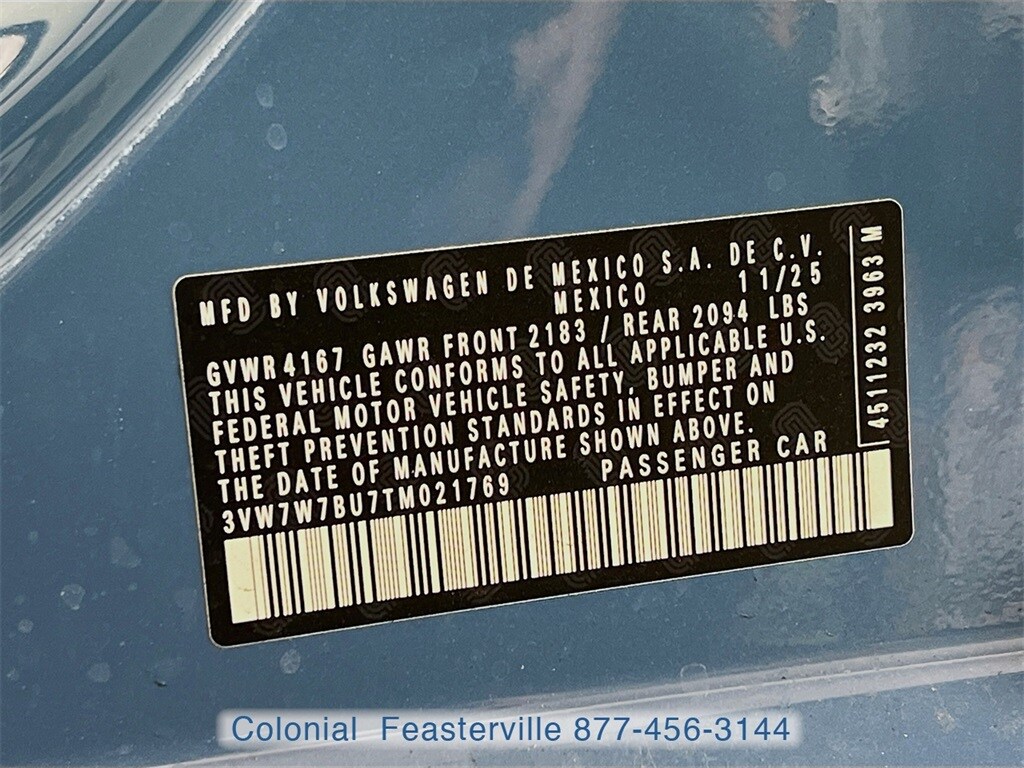 MFD BY VOLKSWAGEN DE MEXICO S.A. DE C.V.
MEXICO 11/25
GVWR 4167 GAWR FRONT 2183 / REAR 2094 LBS
THIS VEHICLE CONFORMS TO ALL APPLICABLE U.S.
FEDERAL MOTOR VEHICLE SAFETY, BUMPER AND
THEFT PREVENTION STANDARDS IN EFFECT ON
THE DATE OF MANUFACTURE SHOWN ABOVE.
3VW7W7BU7TM021769 PASSENGER CAR
4511232 3963 M
Colonial Feasterville 877-456-3144